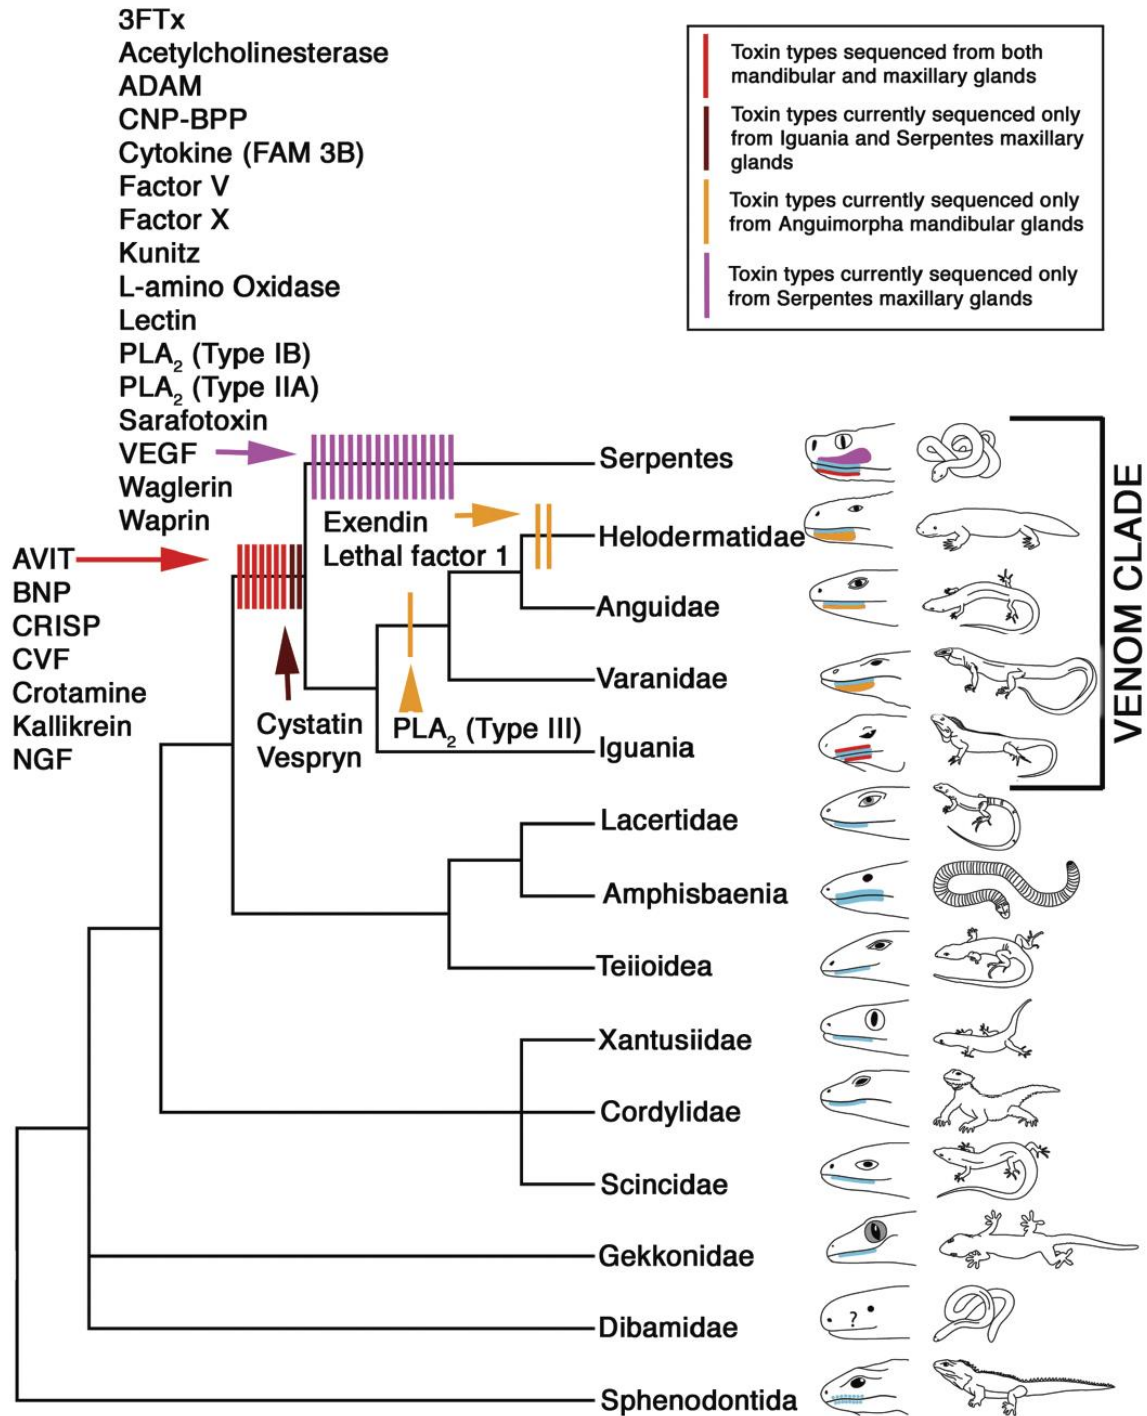 3FTx
Acetylcholinesterase
ADAM
CNP-BPP
Cytokine (FAM 3B)
Factor V
Factor X
Kunitz
L-amino Oxidase
Lectin
PLA₂ (Type IB)
PLA₂ (Type IIA)
Sarafotoxin
VEGF
Waglerin
Waprin
Toxin types sequenced from both
mandibular and maxillary glands
Toxin types currently sequenced only
from Iguania and Serpentes maxillary
glands
Toxin types currently sequenced only
from Anguimorpha mandibular glands
Toxin types currently sequenced only
from Serpentes maxillary glands
AVIT
BNP
CRISP
CVF
Crotamine
Kallikrein
NGF
Cystatin
Vespryn
Exendin
Lethal factor 1
PLA₂ (Type III)
Serpentes
Helodermatidae
Anguidae
Varanidae
Iguania
Lacertidae
Amphisbaenia
Teiioidea
Xantusiidae
Cordylidae
Scincidae
Gekkonidae
Dibamidae
?
Sphenodontida
VENOM CLADE